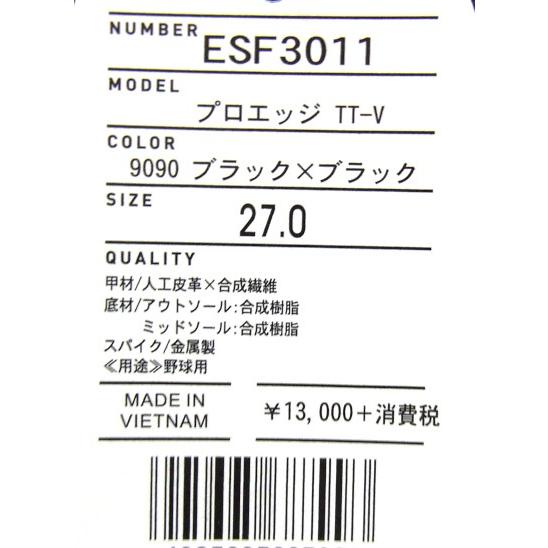 NUMBER ESF3011
MODEL
プロエッジ TT-V
COLOR
9090 ブラック×ブラック
SIZE
27.0
QUALITY
甲材/人工皮革×合成繊維
底材/アウトソール:合成樹脂
ミッドソール:合成樹脂
スパイク/金属製
≪用途≫野球用
MADE IN
VIETNAM
￥13,000＋消費税